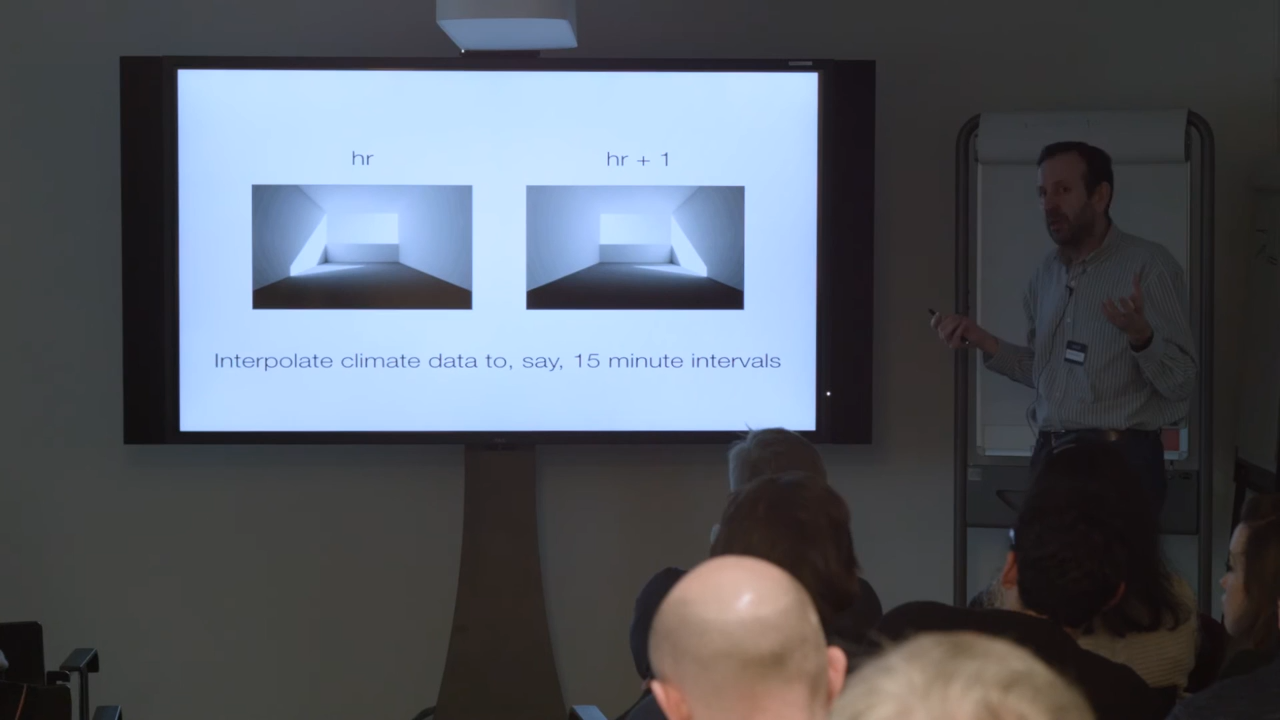 hr
hr + 1
Interpolate climate data to, say, 15 minute intervals